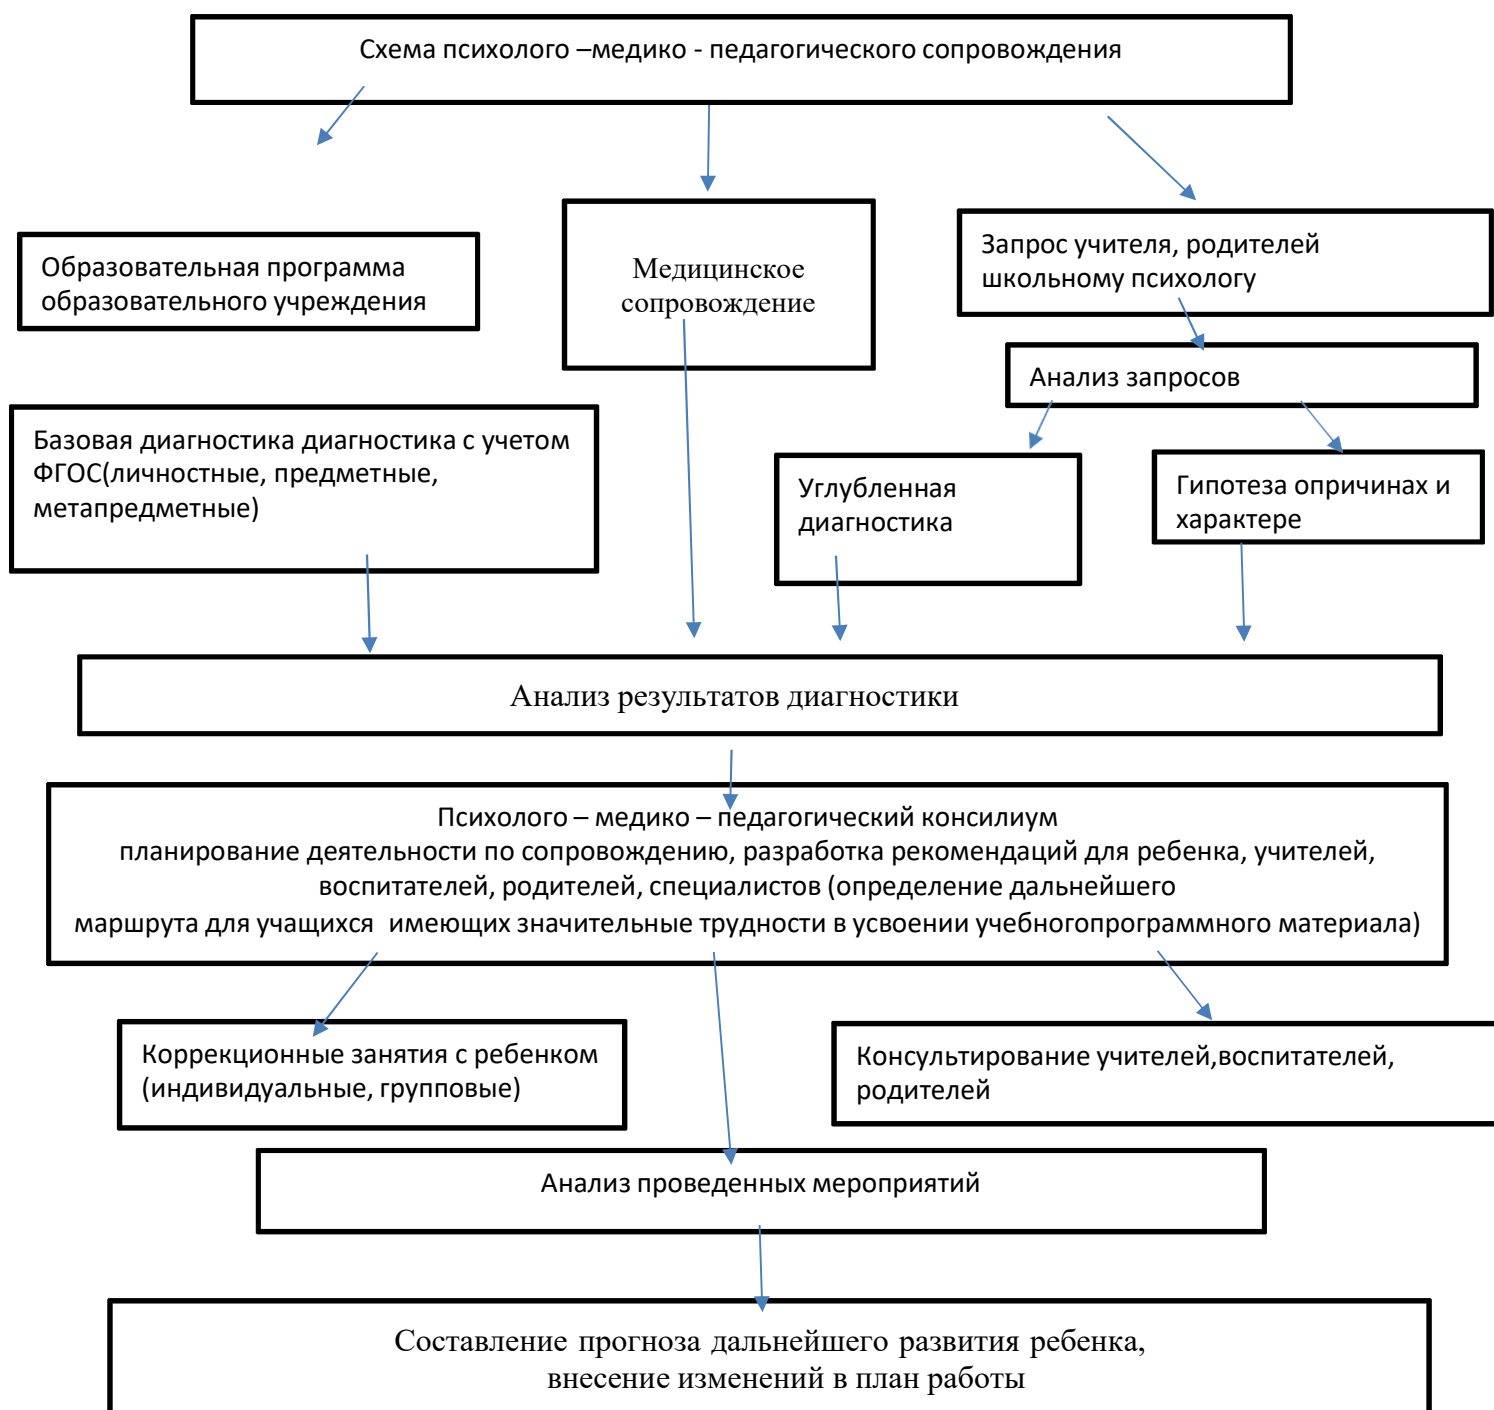 Схема психолого –медико - педагогического сопровождения
Образовательная программа
образовательного учреждения
Медицинское
сопровождение
Запрос учителя, родителей
школьному психологу
Анализ запросов
Базовая диагностика диагностика с учетом
ФГОС(личностные, предметные,
метапредметные)
Углубленная
диагностика
Гипотеза опричинах и
характере
Анализ результатов диагностики
Психолого – медико – педагогический консилиум
планирование деятельности по сопровождению, разработка рекомендаций для ребенка, учителей,
воспитателей, родителей, специалистов (определение дальнейшего
маршрута для учащихся  имеющих значительные трудности в усвоении учебногопрограммного материала)
Коррекционные занятия с ребенком
(индивидуальные, групповые)
Консультирование учителей,воспитателей,
родителей
Анализ проведенных мероприятий
Составление прогноза дальнейшего развития ребенка,
внесение изменений в план работы